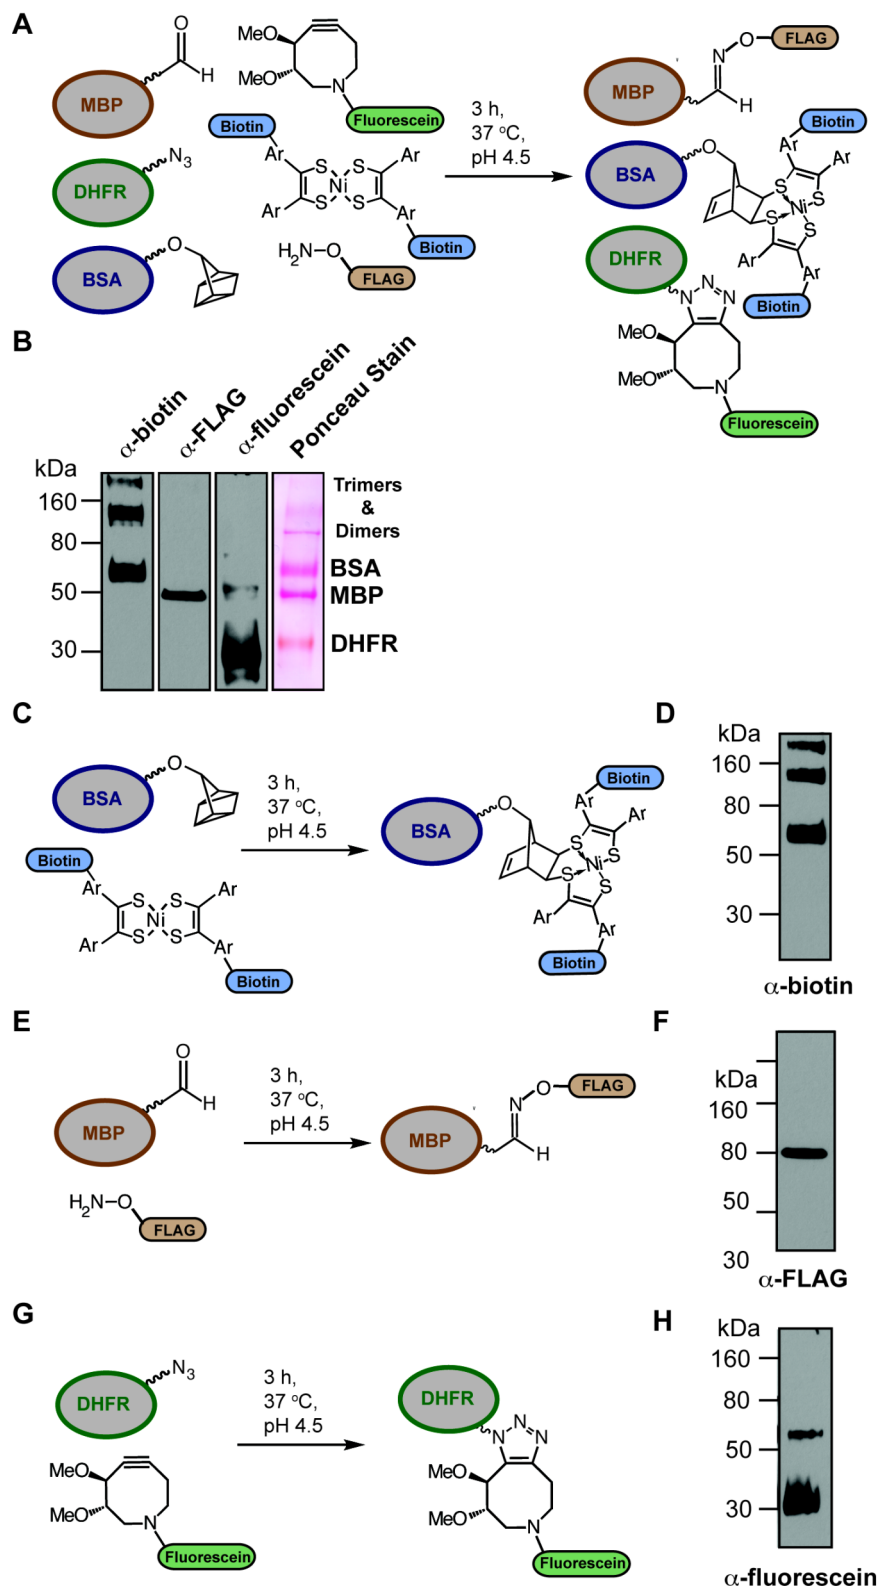 A
MBP
O
H
MeO
MeO
N
Fluorescein
Biotin
Ar
Ar
S
S
Ni
S
S
Ar
Ar
Biotin
DHFR
N3
BSA
O
H2N–O
FLAG
3 h,
37 °C,
pH 4.5
MBP
N
O
FLAG
H
BSA
O
Biotin
Ar
Ar
S
S
Ni
S
S
Ar
Ar
Biotin
DHFR
N
N
N
MeO
MeO
N
Fluorescein
B
α-biotin
α-FLAG
α-fluorescein
Ponceau Stain
kDa
160
80
50
30
Trimers
&
Dimers
BSA
MBP
DHFR
C
BSA
O
Biotin
Ar
Ar
S
S
Ni
S
S
Ar
Ar
Biotin
3 h,
37 °C,
pH 4.5
BSA
O
Biotin
Ar
Ar
S
S
Ni
S
S
Ar
Ar
Biotin
D
kDa
160
80
50
30
α-biotin
E
MBP
O
H
H2N–O
FLAG
3 h,
37 °C,
pH 4.5
MBP
N
O
FLAG
H
F
kDa
160
80
50
30
α-FLAG
G
DHFR
N3
MeO
MeO
N
Fluorescein
3 h,
37 °C,
pH 4.5
DHFR
N
N
N
MeO
MeO
N
Fluorescein
H
kDa
160
80
50
30
α-fluorescein